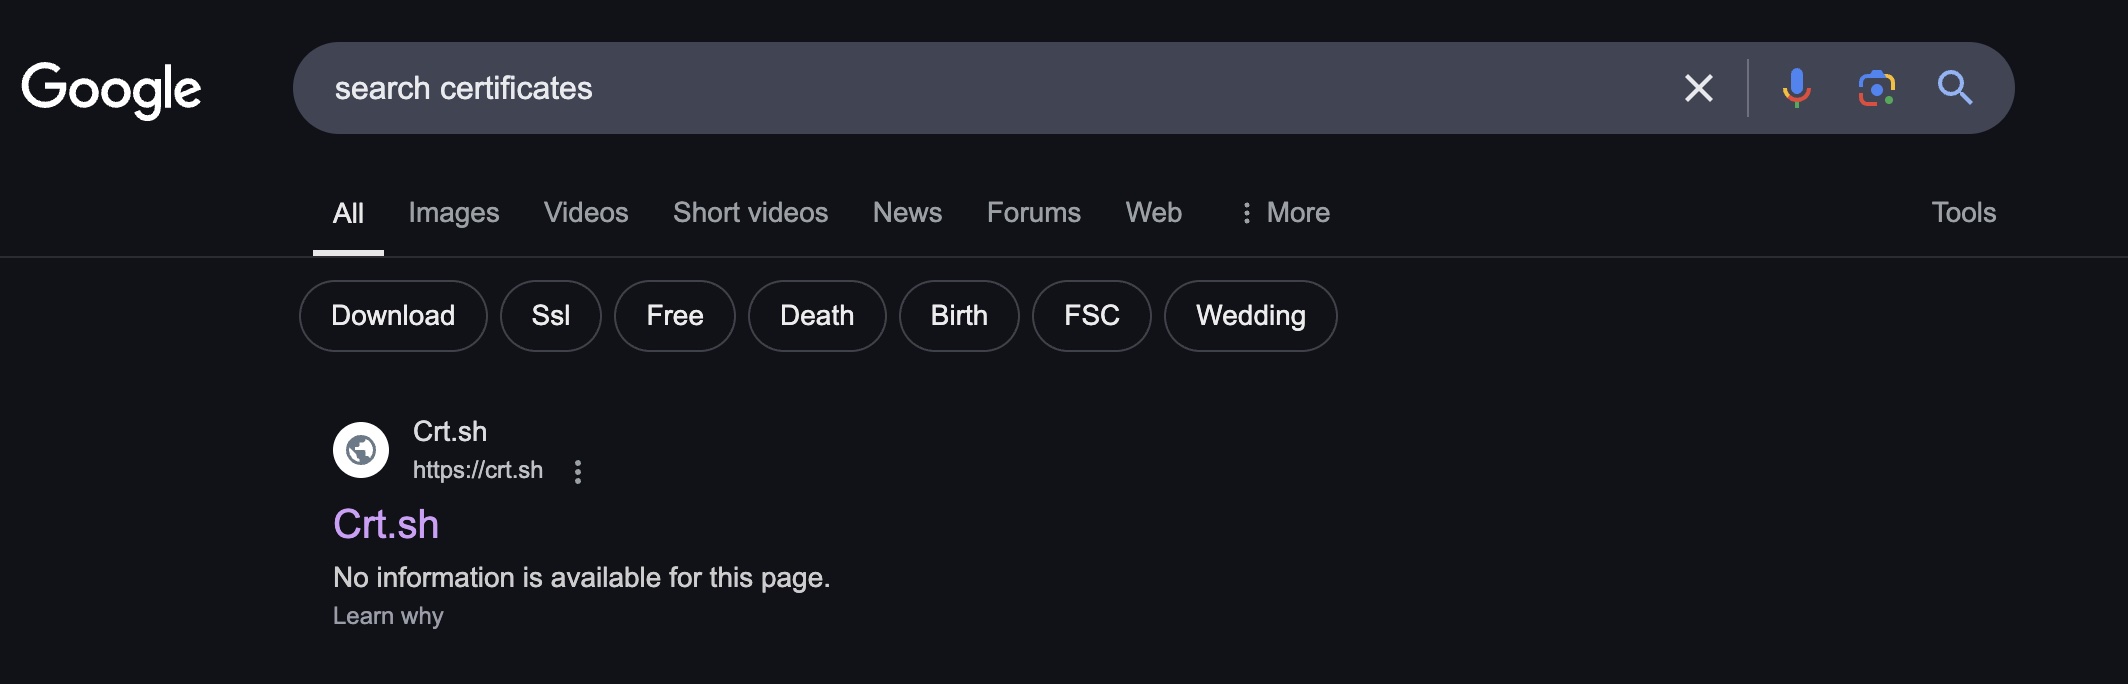 Google
search certificates
All Images Videos Short videos News Forums Web More Tools
Download Ssl Free Death Birth FSC Wedding
Crt.sh
https://crt.sh
Crt.sh
No information is available for this page.
Learn why